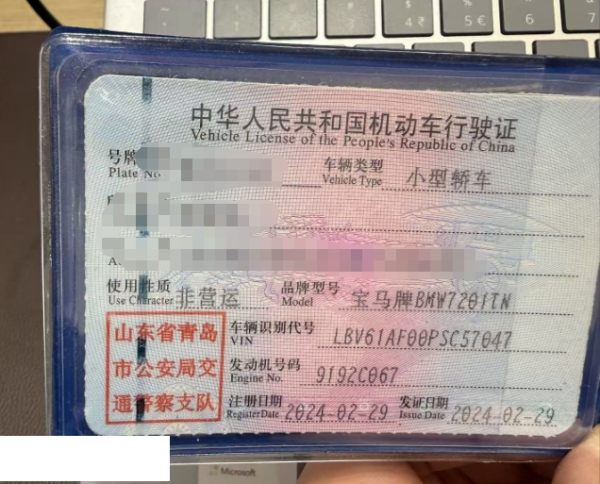 4 ₹
5 €
6
7
中华人民共和国机动车行驶证
Vehicle License of the People's Republic of China
号牌
Plate No
车辆类型
Vehicle Type
小型轿车
使用性质
Use Character
非营运
品牌型号
Model
宝马牌BMW7201TN
山东省青岛
市公安局交
通警察支队
车辆识别代号
VIN
LBV61AF00PSC57047
发动机号码
Engine No.
9192C067
注册日期
Register Date
2024-02-29
发证日期
Issue Date
2024-02-29
Microsoft